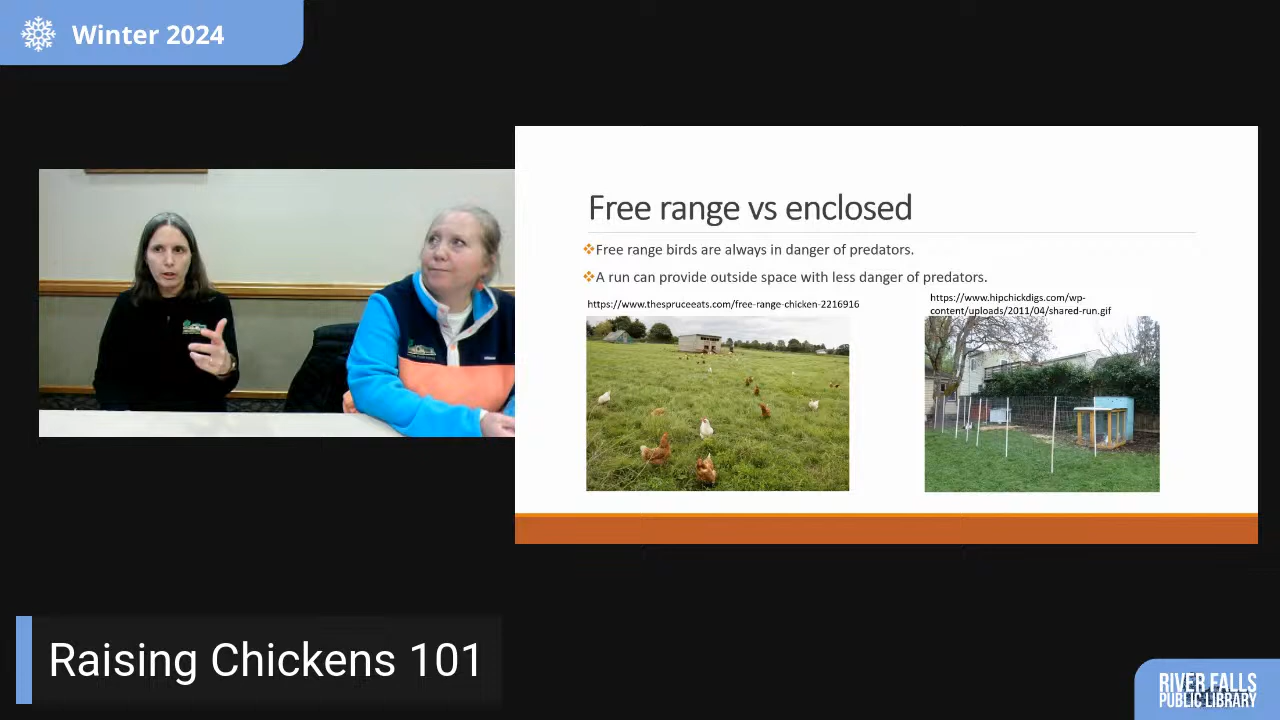 Winter 2024
Free range vs enclosed
❖Free range birds are always in danger of predators.
❖A run can provide outside space with less danger of predators.
https://www.thespruceeats.com/free-range-chicken-2216916
https://www.hipchickdigs.com/wp-
content/uploads/2011/04/shared-run.gif
Raising Chickens 101
RIVER FALLS
PUBLIC LIBRARY